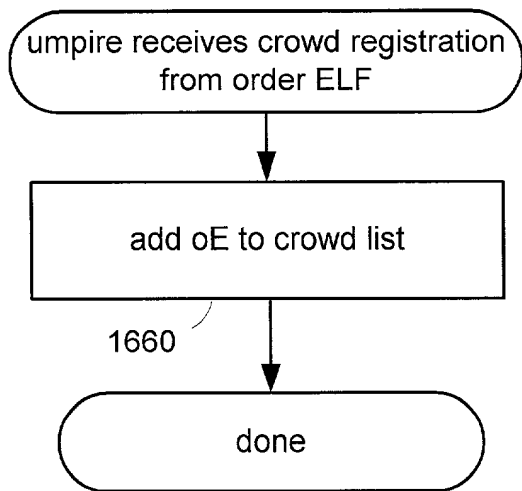 umpire receives crowd registration
from order ELF
add oE to crowd list
1660
done